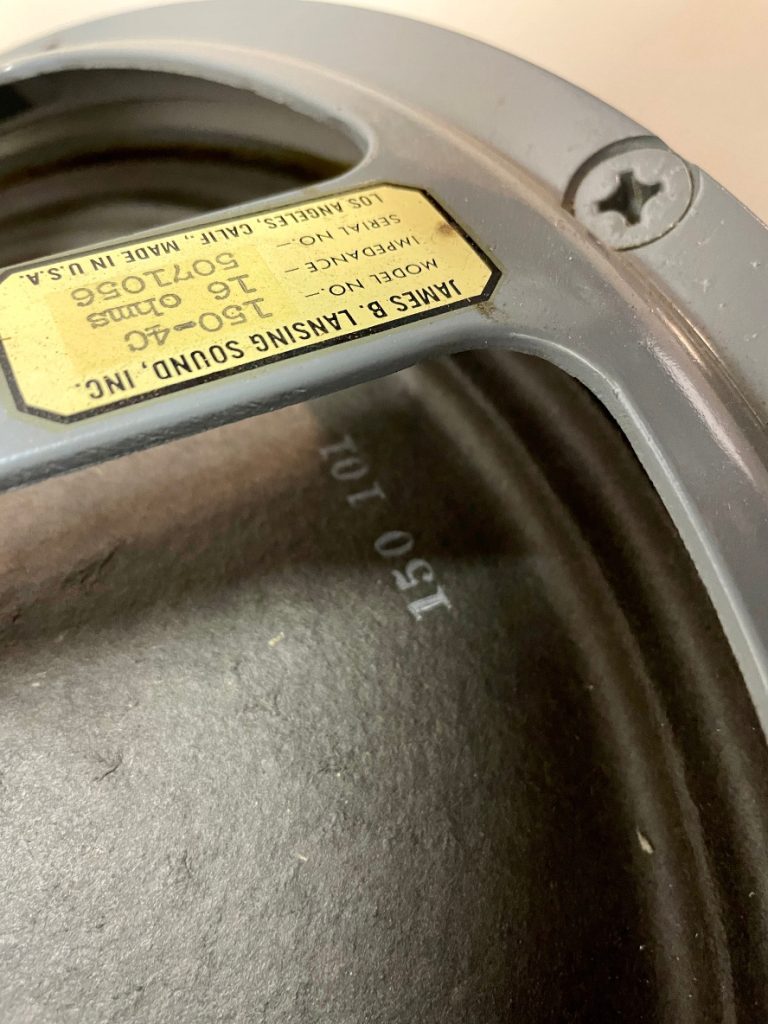 JAMES B. LANSING SOUND, INC.
MODEL NO.— 150-4C
IMPEDANCE — 16 ohms
SERIAL NO.— 5071056
LOS ANGELES, CALIF., MADE IN U.S.A.
150 101